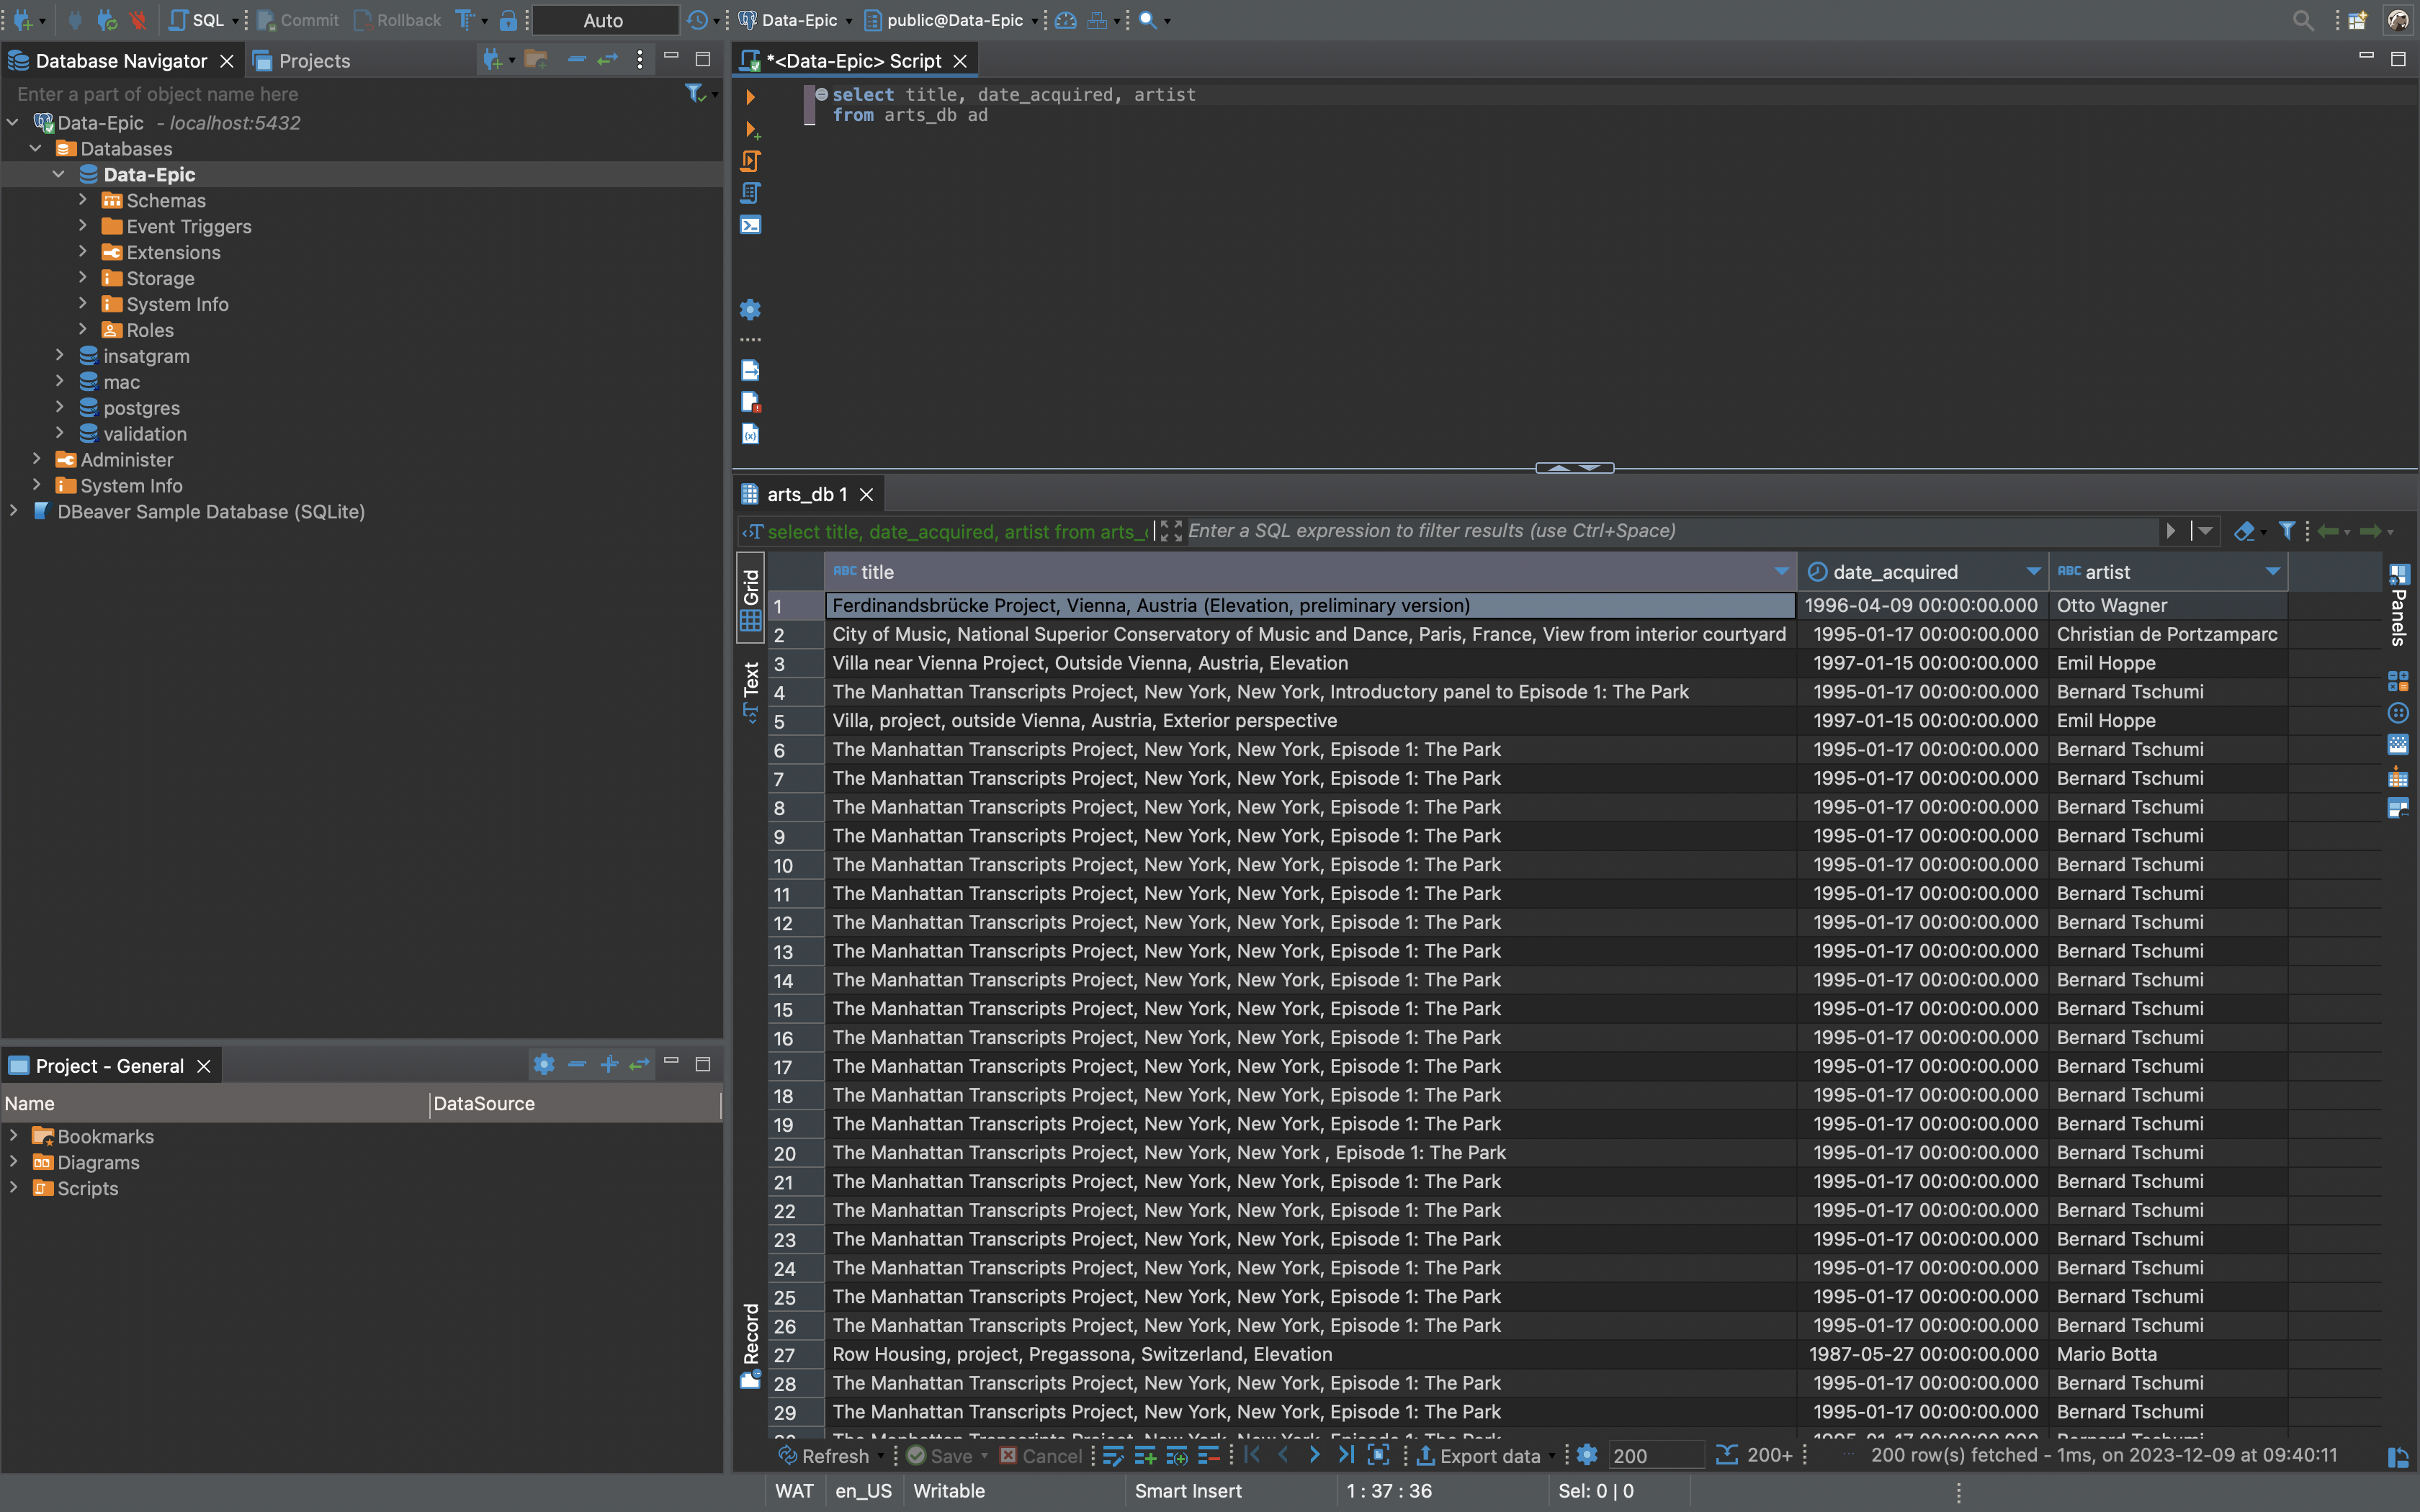 SQL Commit Rollback Auto Data-Epic public@Data-Epic
Database Navigator Projects
Enter a part of object name here
Data-Epic - localhost:5432
Databases
Data-Epic
Schemas
Event Triggers
Extensions
Storage
System Info
Roles
insatgram
mac
postgres
validation
Administer
System Info
DBeaver Sample Database (SQLite)
Project - General
Name DataSource
Bookmarks
Diagrams
Scripts
*<Data-Epic> Script
select title, date_acquired, artist
from arts_db ad
arts_db 1
select title, date_acquired, artist from arts_ Enter a SQL expression to filter results (use Ctrl+Space)
Grid
Text
Record
Panels
ABC title date_acquired ABC artist
1 Ferdinandsbrücke Project, Vienna, Austria (Elevation, preliminary version) 1996-04-09 00:00:00.000 Otto Wagner
2 City of Music, National Superior Conservatory of Music and Dance, Paris, France, View from interior courtyard 1995-01-17 00:00:00.000 Christian de Portzamparc
3 Villa near Vienna Project, Outside Vienna, Austria, Elevation 1997-01-15 00:00:00.000 Emil Hoppe
4 The Manhattan Transcripts Project, New York, New York, Introductory panel to Episode 1: The Park 1995-01-17 00:00:00.000 Bernard Tschumi
5 Villa, project, outside Vienna, Austria, Exterior perspective 1997-01-15 00:00:00.000 Emil Hoppe
6 The Manhattan Transcripts Project, New York, New York, Episode 1: The Park 1995-01-17 00:00:00.000 Bernard Tschumi
7 The Manhattan Transcripts Project, New York, New York, Episode 1: The Park 1995-01-17 00:00:00.000 Bernard Tschumi
8 The Manhattan Transcripts Project, New York, New York, Episode 1: The Park 1995-01-17 00:00:00.000 Bernard Tschumi
9 The Manhattan Transcripts Project, New York, New York, Episode 1: The Park 1995-01-17 00:00:00.000 Bernard Tschumi
10 The Manhattan Transcripts Project, New York, New York, Episode 1: The Park 1995-01-17 00:00:00.000 Bernard Tschumi
11 The Manhattan Transcripts Project, New York, New York, Episode 1: The Park 1995-01-17 00:00:00.000 Bernard Tschumi
12 The Manhattan Transcripts Project, New York, New York, Episode 1: The Park 1995-01-17 00:00:00.000 Bernard Tschumi
13 The Manhattan Transcripts Project, New York, New York, Episode 1: The Park 1995-01-17 00:00:00.000 Bernard Tschumi
14 The Manhattan Transcripts Project, New York, New York, Episode 1: The Park 1995-01-17 00:00:00.000 Bernard Tschumi
15 The Manhattan Transcripts Project, New York, New York, Episode 1: The Park 1995-01-17 00:00:00.000 Bernard Tschumi
16 The Manhattan Transcripts Project, New York, New York, Episode 1: The Park 1995-01-17 00:00:00.000 Bernard Tschumi
17 The Manhattan Transcripts Project, New York, New York, Episode 1: The Park 1995-01-17 00:00:00.000 Bernard Tschumi
18 The Manhattan Transcripts Project, New York, New York, Episode 1: The Park 1995-01-17 00:00:00.000 Bernard Tschumi
19 The Manhattan Transcripts Project, New York, New York, Episode 1: The Park 1995-01-17 00:00:00.000 Bernard Tschumi
20 The Manhattan Transcripts Project, New York, New York , Episode 1: The Park 1995-01-17 00:00:00.000 Bernard Tschumi
21 The Manhattan Transcripts Project, New York, New York, Episode 1: The Park 1995-01-17 00:00:00.000 Bernard Tschumi
22 The Manhattan Transcripts Project, New York, New York, Episode 1: The Park 1995-01-17 00:00:00.000 Bernard Tschumi
23 The Manhattan Transcripts Project, New York, New York, Episode 1: The Park 1995-01-17 00:00:00.000 Bernard Tschumi
24 The Manhattan Transcripts Project, New York, New York, Episode 1: The Park 1995-01-17 00:00:00.000 Bernard Tschumi
25 The Manhattan Transcripts Project, New York, New York, Episode 1: The Park 1995-01-17 00:00:00.000 Bernard Tschumi
26 The Manhattan Transcripts Project, New York, New York, Episode 1: The Park 1995-01-17 00:00:00.000 Bernard Tschumi
27 Row Housing, project, Pregassona, Switzerland, Elevation 1987-05-27 00:00:00.000 Mario Botta
28 The Manhattan Transcripts Project, New York, New York, Episode 1: The Park 1995-01-17 00:00:00.000 Bernard Tschumi
29 The Manhattan Transcripts Project, New York, New York, Episode 1: The Park 1995-01-17 00:00:00.000 Bernard Tschumi
Refresh Save Cancel Export data 200 200+ 200 row(s) fetched - 1ms, on 2023-12-09 at 09:40:11
WAT en_US Writable Smart Insert 1 : 37 : 36 Sel: 0 | 0